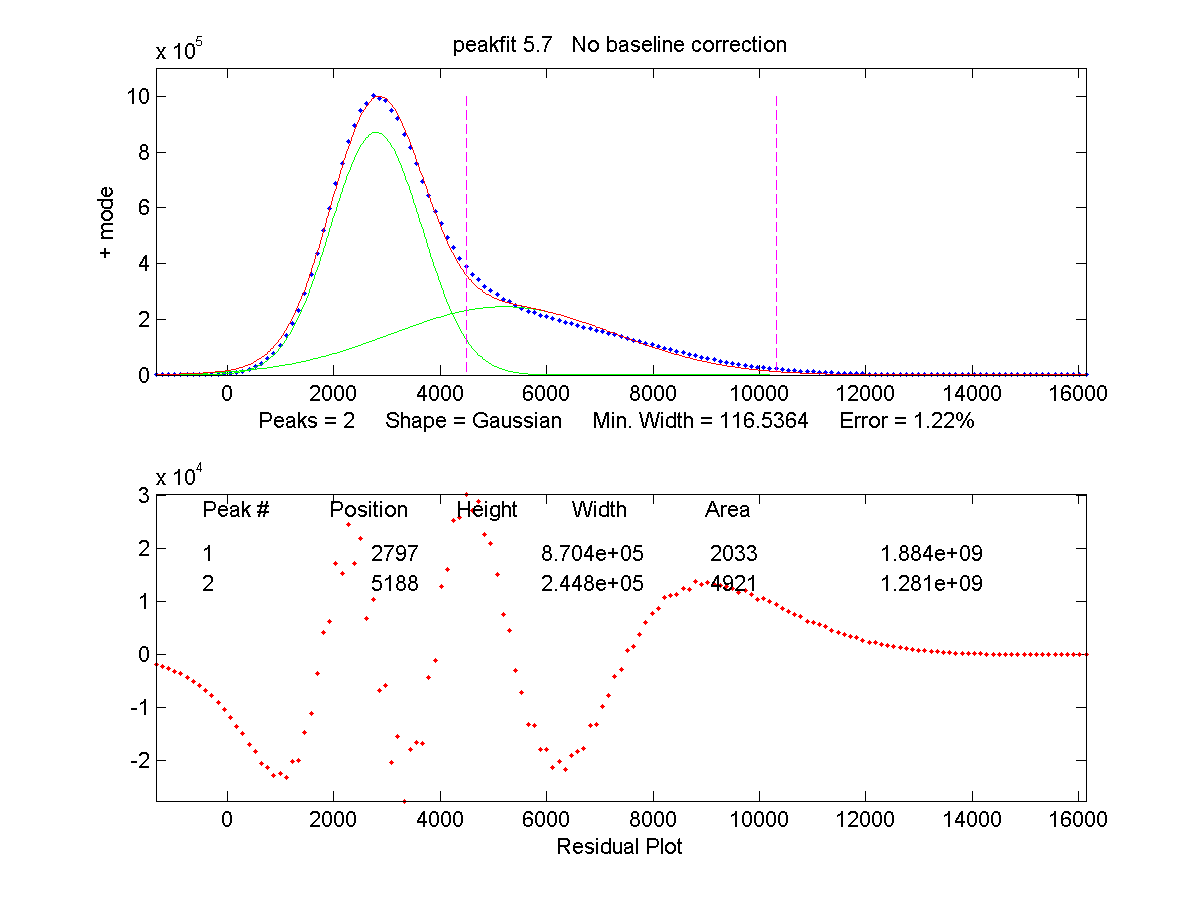 peakfit 5.7 No baseline correction
x 10^5
10
8
6
4
2
0
+ mode
0 2000 4000 6000 8000 10000 12000 14000 16000
Peaks = 2 Shape = Gaussian Min. Width = 116.5364 Error = 1.22%
x 10^4
3
2
1
0
-1
-2
Peak # Position Height Width Area
1 2797 8.704e+05 2033 1.884e+09
2 5188 2.448e+05 4921 1.281e+09
0 2000 4000 6000 8000 10000 12000 14000 16000
Residual Plot